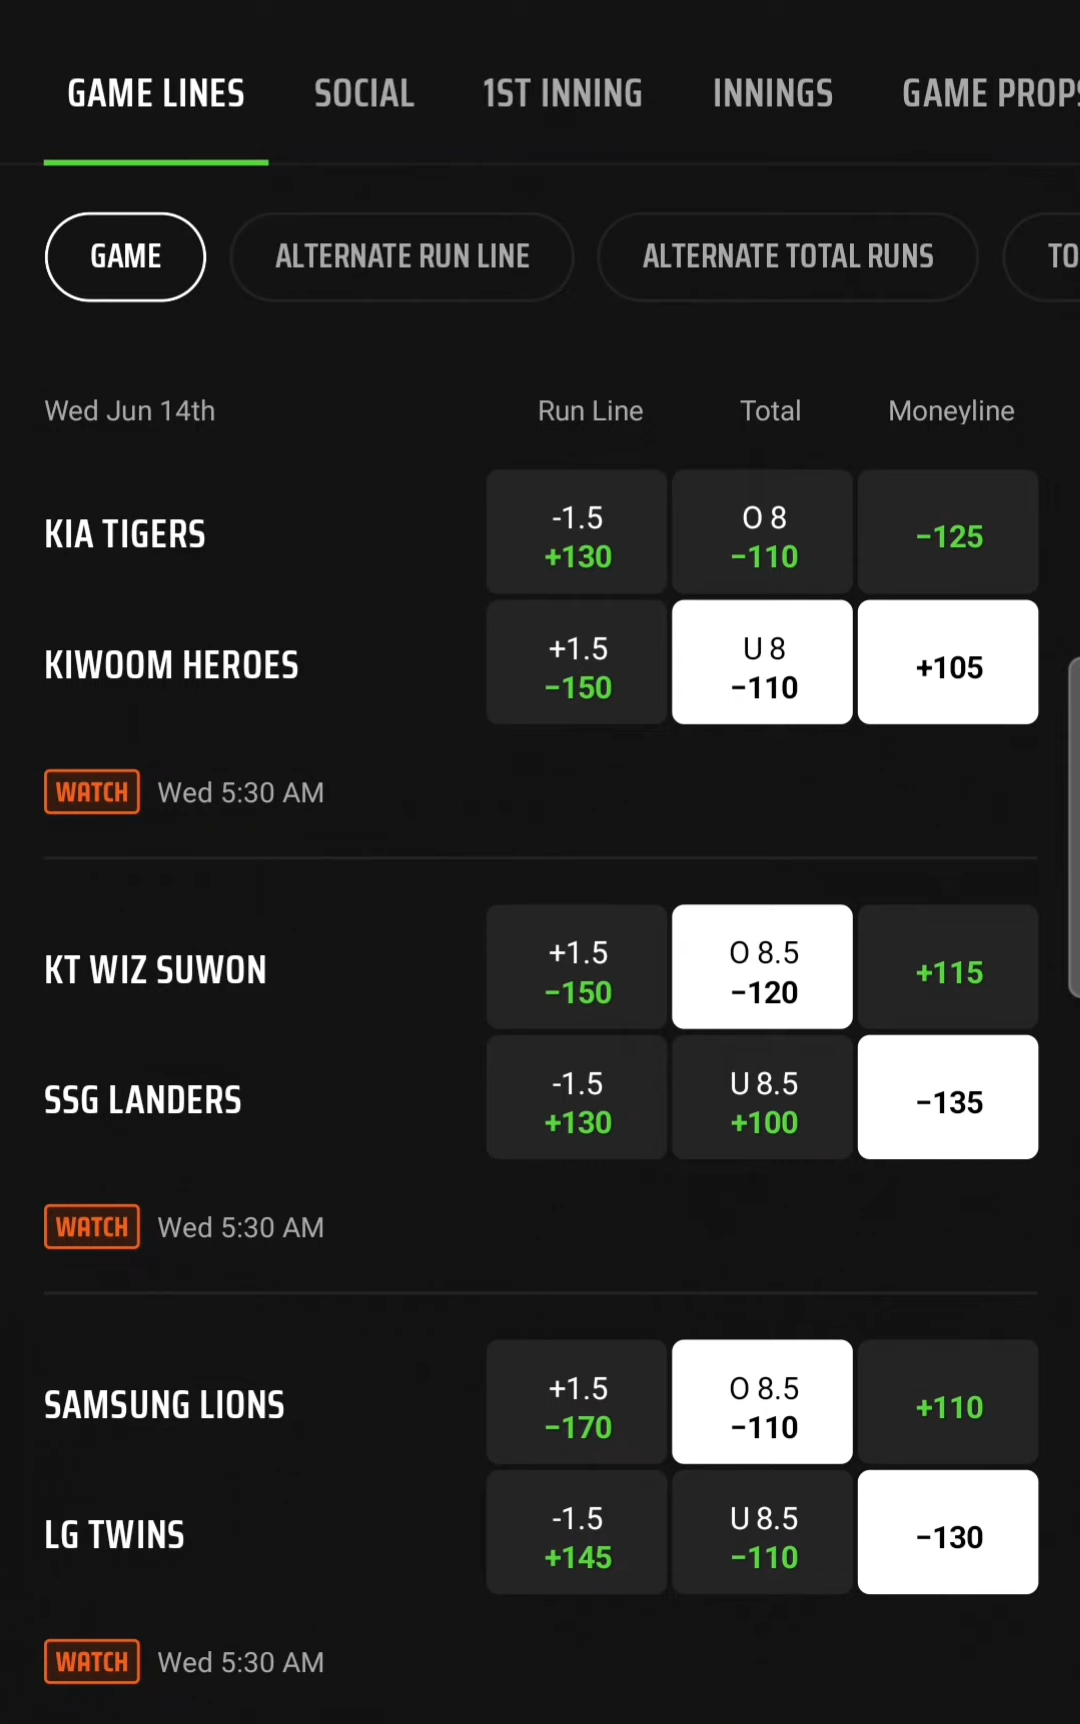 GAME LINES SOCIAL 1ST INNING INNINGS GAME PROPS
GAME ALTERNATE RUN LINE ALTERNATE TOTAL RUNS TO
Wed Jun 14th Run Line Total Moneyline
-1.5 O 8
KIA TIGERS −125
+130 −110
+1.5 U 8
KIWOOM HEROES +105
−150 −110
WATCH Wed 5:30 AM
+1.5 O 8.5
KT WIZ SUWON +115
−150 −120
-1.5 U 8.5
SSG LANDERS −135
+130 +100
WATCH Wed 5:30 AM
+1.5 O 8.5
SAMSUNG LIONS +110
−170 −110
-1.5 U 8.5
LG TWINS −130
+145 −110
WATCH Wed 5:30 AM